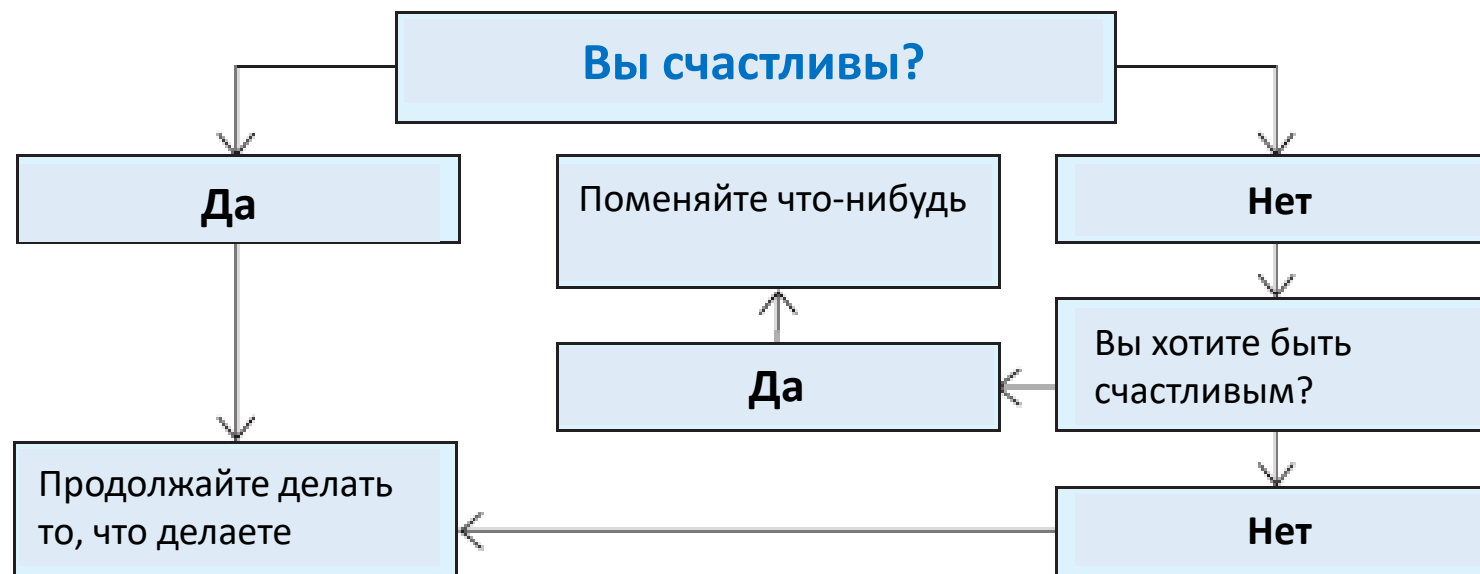 Вы счастливы?
Да
Поменяйте что-нибудь
Нет
Вы хотите быть
счастливым?
Да
Продолжайте делать
то, что делаете
Нет